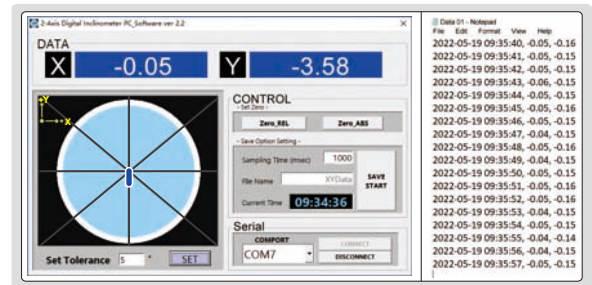 2-Axis Digital Inclinometer PC_Software ver 2.2
DATA
X -0.05 Y -3.58
Y
X
Set Tolerance 5 ° SET
CONTROL
- Set Zero -
Zero_REL Zero_ABS
- Save Option Setting -
Sampling Time (msec) 1000
File Name XYData
SAVE START
Current Time 09:34:36
Serial
COMPORT
COM7
CONNECT
DISCONNECT
Data 01 - Notepad
File Edit Format View Help
2022-05-19 09:35:40, -0.05, -0.16
2022-05-19 09:35:41, -0.05, -0.15
2022-05-19 09:35:42, -0.05, -0.15
2022-05-19 09:35:43, -0.06, -0.15
2022-05-19 09:35:44, -0.05, -0.15
2022-05-19 09:35:45, -0.05, -0.16
2022-05-19 09:35:46, -0.05, -0.15
2022-05-19 09:35:47, -0.04, -0.15
2022-05-19 09:35:48, -0.05, -0.16
2022-05-19 09:35:49, -0.04, -0.15
2022-05-19 09:35:50, -0.05, -0.15
2022-05-19 09:35:51, -0.05, -0.16
2022-05-19 09:35:52, -0.05, -0.16
2022-05-19 09:35:53, -0.04, -0.15
2022-05-19 09:35:54, -0.05, -0.15
2022-05-19 09:35:55, -0.04, -0.14
2022-05-19 09:35:56, -0.04, -0.15
2022-05-19 09:35:57, -0.05, -0.15